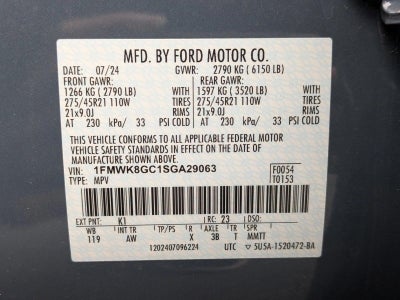 MFD. BY FORD MOTOR CO.
DATE: 07/24 GVWR: 2790 KG ( 6150 LB)
FRONT GAWR: REAR GAWR:
1266 KG ( 2790 LB) WITH 1597 KG ( 3520 LB) WITH
275/45R21 110W TIRES 275/45R21 110W TIRES
21x9.0J RIMS 21x9.0J RIMS
AT 230 kPa/ 33 PSI COLD AT 230 kPa/ 33 PSI COLD
THIS VEHICLE CONFORMS TO ALL APPLICABLE FEDERAL MOTOR
VEHICLE SAFETY STANDARDS IN EFFECT ON THE DATE OF
MANUFACTURE SHOWN ABOVE.
VIN: 1FMWK8GC1SGA29063 F0054
TYPE: MPV T0153
EXT PNT: K1 RC: 23 DSO:
WB INT TR TP/PS R AXLE TR SPR
119 AW X 3B T MMTT
1202407096224 UTC 5U5A-1520472-BA